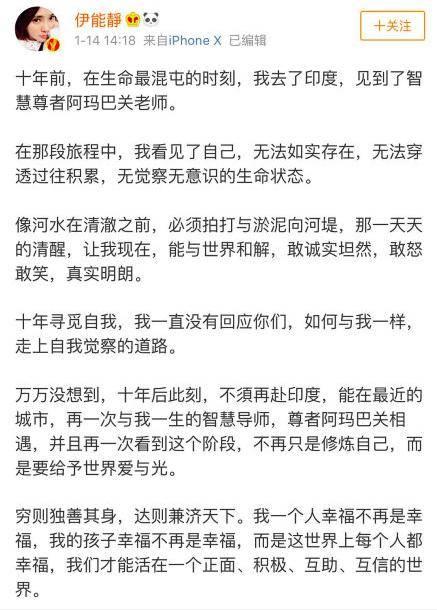 伊能靜
1-14 14:18 来自iPhone X 已编辑
+关注
十年前，在生命最混屯的时刻，我去了印度，见到了智
慧尊者阿玛巴关老师。
在那段旅程中，我看见了自己，无法如实存在，无法穿
透过往积累，无觉察无意识的生命状态。
像河水在清澈之前，必须拍打与淤泥向河堤，那一天天
的清醒，让我现在，能与世界和解，敢诚实坦然，敢怒
敢笑，真实明朗。
十年寻觅自我，我一直没有回应你们，如何与我一样，
走上自我觉察的道路。
万万没想到，十年后此刻，不須再赴印度，能在最近的
城市，再一次与我一生的智慧导师，尊者阿玛巴关相
遇，并且再一次看到这个阶段，不再只是修炼自己，而
是要给予世界爱与光。
穷则独善其身，达则兼济天下。我一个人幸福不再是幸
福，我的孩子幸福不再是幸福，而是这世界上每个人都
幸福，我们才能活在一个正面、积极、互助、互信的世
界。